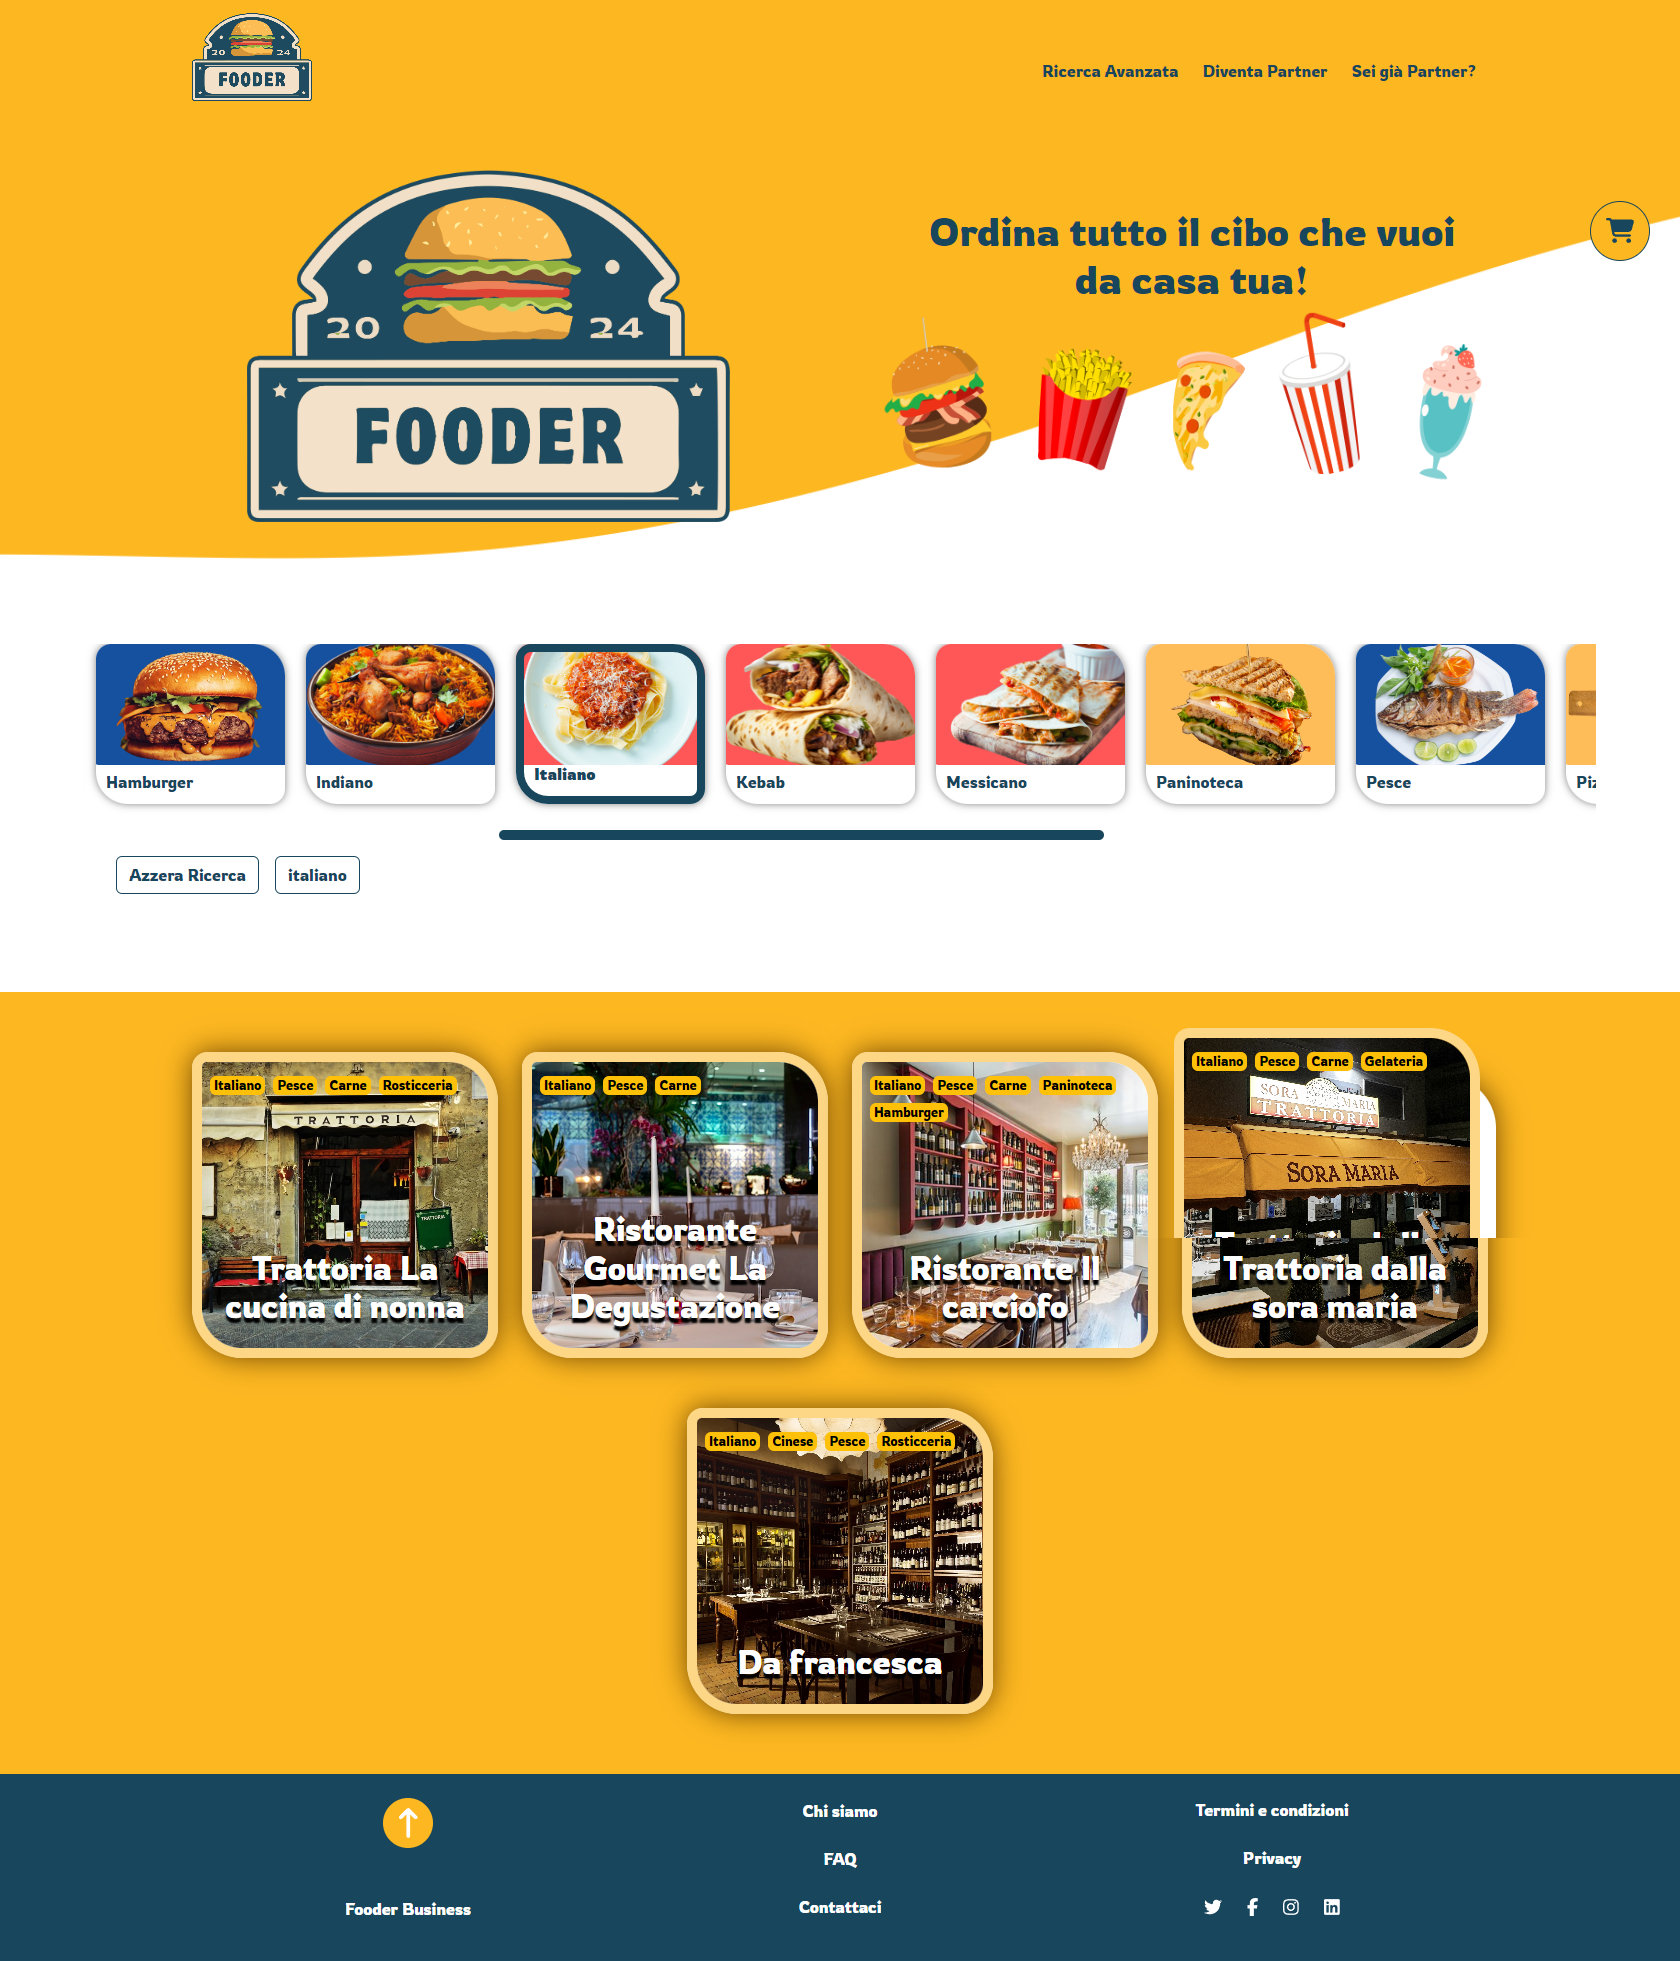 20 24
FOODER
Ricerca Avanzata Diventa Partner Sei già Partner?
20 24
FOODER
Ordina tutto il cibo che vuoi
da casa tua!
Hamburger
Indiano
Italiano
Kebab
Messicano
Paninoteca
Pesce
Azzera Ricerca
italiano
Italiano Pesce Carne Rosticceria
TRATTORIA
TRATTORIA
Trattoria La
cucina di nonna
Italiano Pesce Carne
Ristorante
Gourmet La
Degustazione
Italiano Pesce Carne Paninoteca
Hamburger
Ristorante Il
carciofo
Italiano Pesce Carne Gelateria
SORA MARIA
TRATTORIA
SORA MARIA
Trattoria dalla
sora maria
Italiano Cinese Pesce Rosticceria
Da francesca
Fooder Business
Chi siamo
FAQ
Contattaci
Termini e condizioni
Privacy